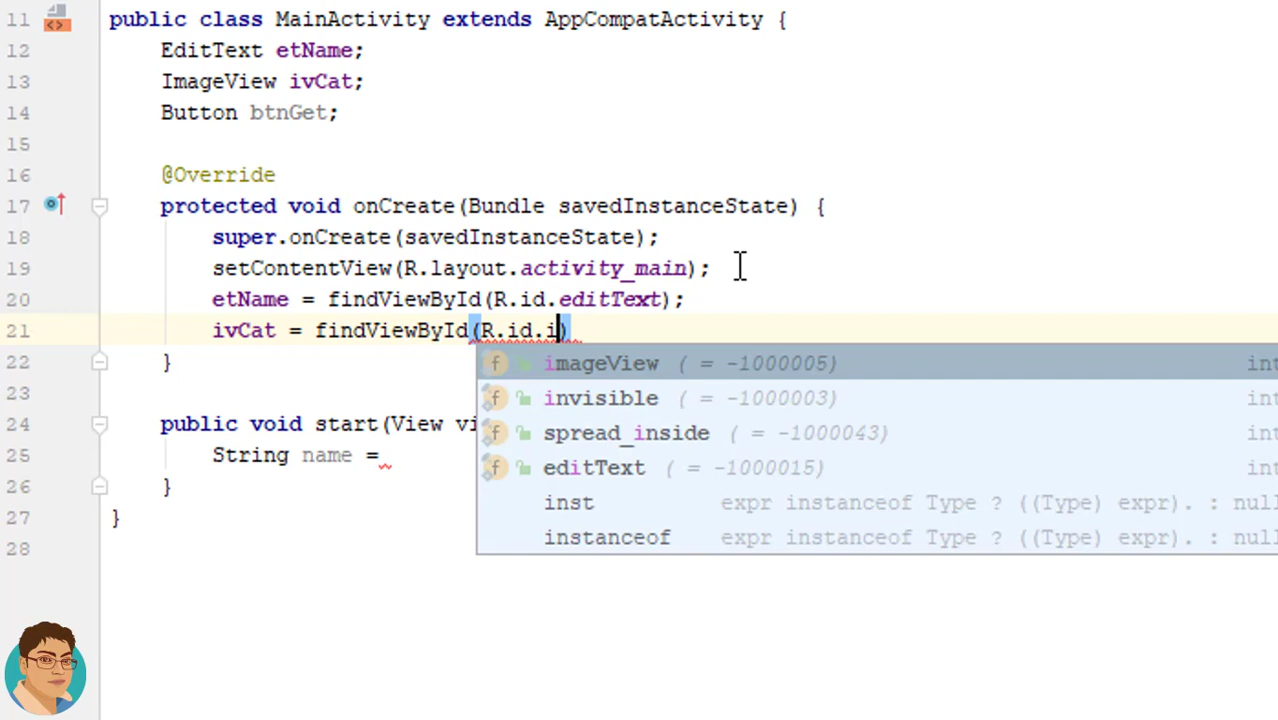 11 public class MainActivity extends AppCompatActivity {
12 EditText etName;
13 ImageView ivCat;
14 Button btnGet;
15
16 @Override
17 protected void onCreate(Bundle savedInstanceState) {
18 super.onCreate(savedInstanceState);
19 setContentView(R.layout.activity_main);
20 etName = findViewById(R.id.editText);
21 ivCat = findViewById(R.id.i)
22 }
imageView ( = -1000005) int
23
invisible ( = -1000003) int
24 public void start(View vi
spread_inside ( = -1000043) int
25 String name =
editText ( = -1000015) int
26 }
inst expr instanceof Type ? ((Type) expr). : null
27 }
instanceof expr instanceof Type ? ((Type) expr). : null
28